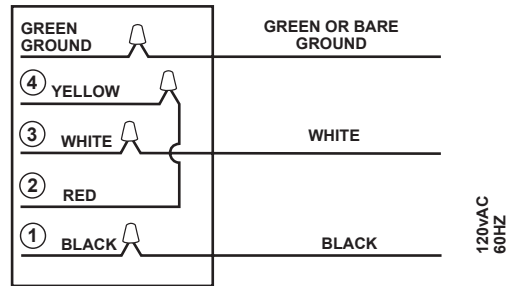 GREEN
GROUND
GREEN OR BARE
GROUND
4 YELLOW
3 WHITE
WHITE
2 RED
1 BLACK
BLACK
120vAC
60HZ